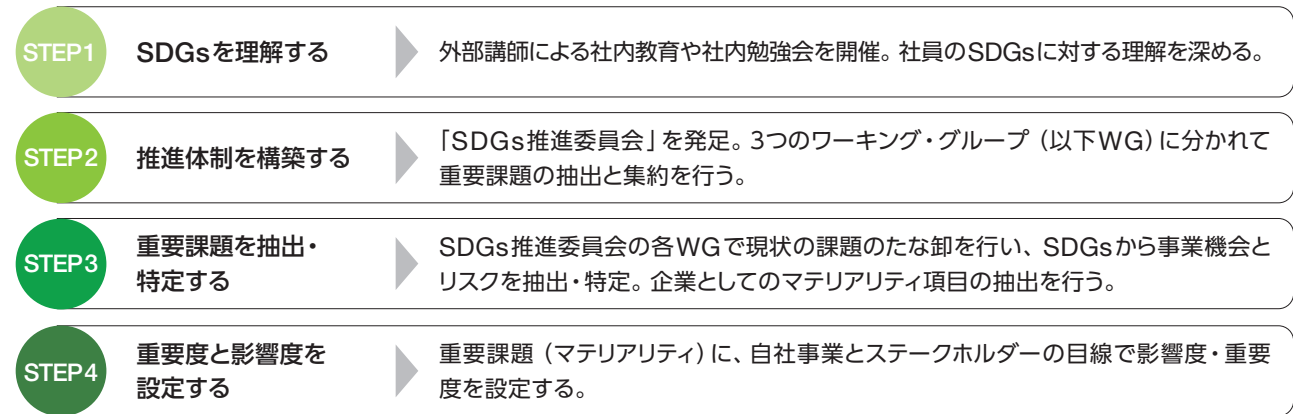 STEP1
SDGsを理解する
外部講師による社内教育や社内勉強会を開催。社員のSDGsに対する理解を深める。
STEP2
推進体制を構築する
「SDGs推進委員会」を発足。3つのワーキング・グループ（以下WG）に分かれて
重要課題の抽出と集約を行う。
STEP3
重要課題を抽出・
特定する
SDGs推進委員会の各WGで現状の課題のたな卸を行い、SDGsから事業機会と
リスクを抽出・特定。企業としてのマテリアリティ項目の抽出を行う。
STEP4
重要度と影響度を
設定する
重要課題（マテリアリティ）に、自社事業とステークホルダーの目線で影響度・重要
度を設定する。